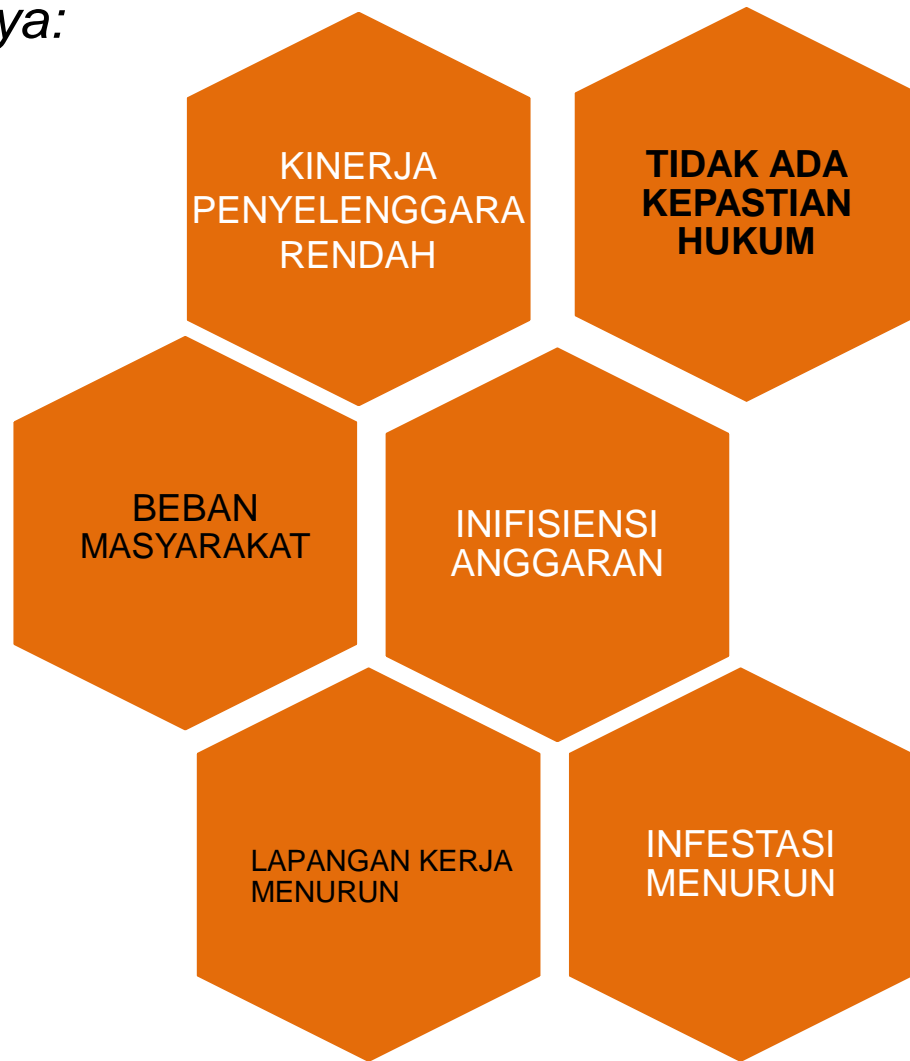 ya:
KINERJA
PENYELENGGARA
RENDAH
TIDAK ADA
KEPASTIAN
HUKUM
BEBAN
MASYARAKAT
INIFISIENSI
ANGGARAN
LAPANGAN KERJA
MENURUN
INFESTASI
MENURUN